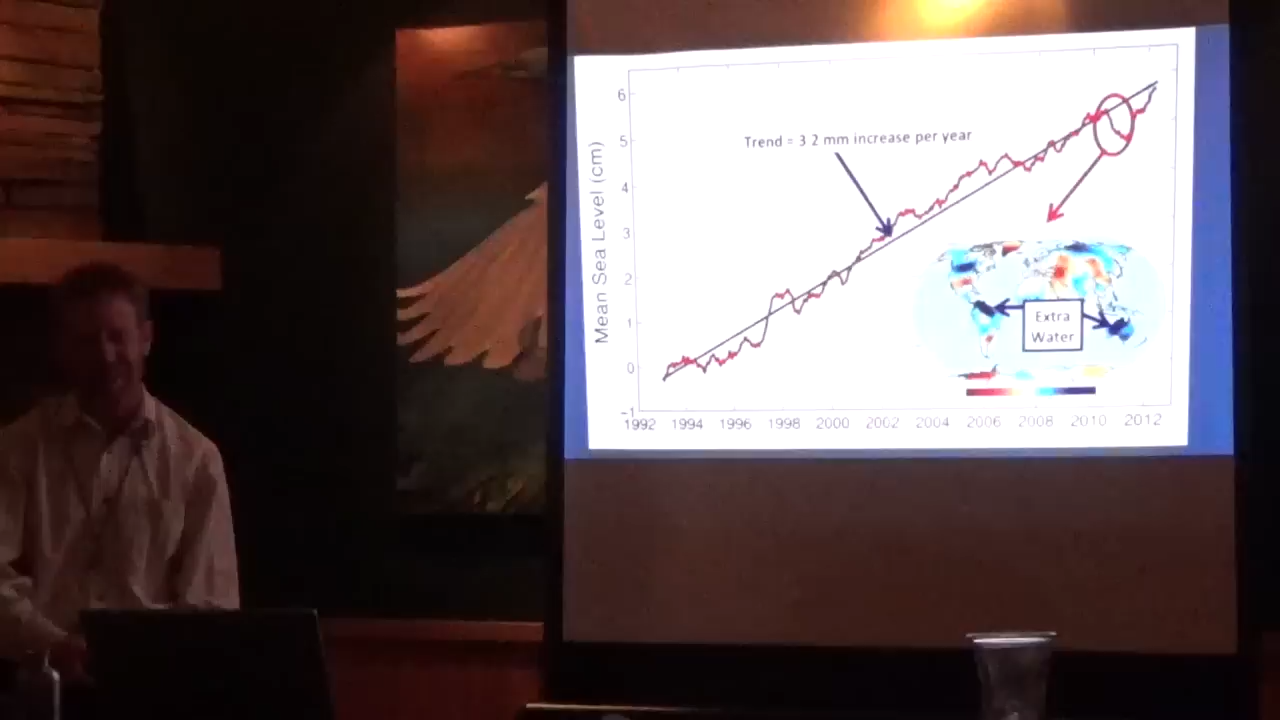 Trend = 3 2 mm increase per year
Mean Sea Level (cm)
6
5
4
3
2
1
0
-1
1992 1994 1996 1998 2000 2002 2004 2006 2008 2010 2012
Extra
Water